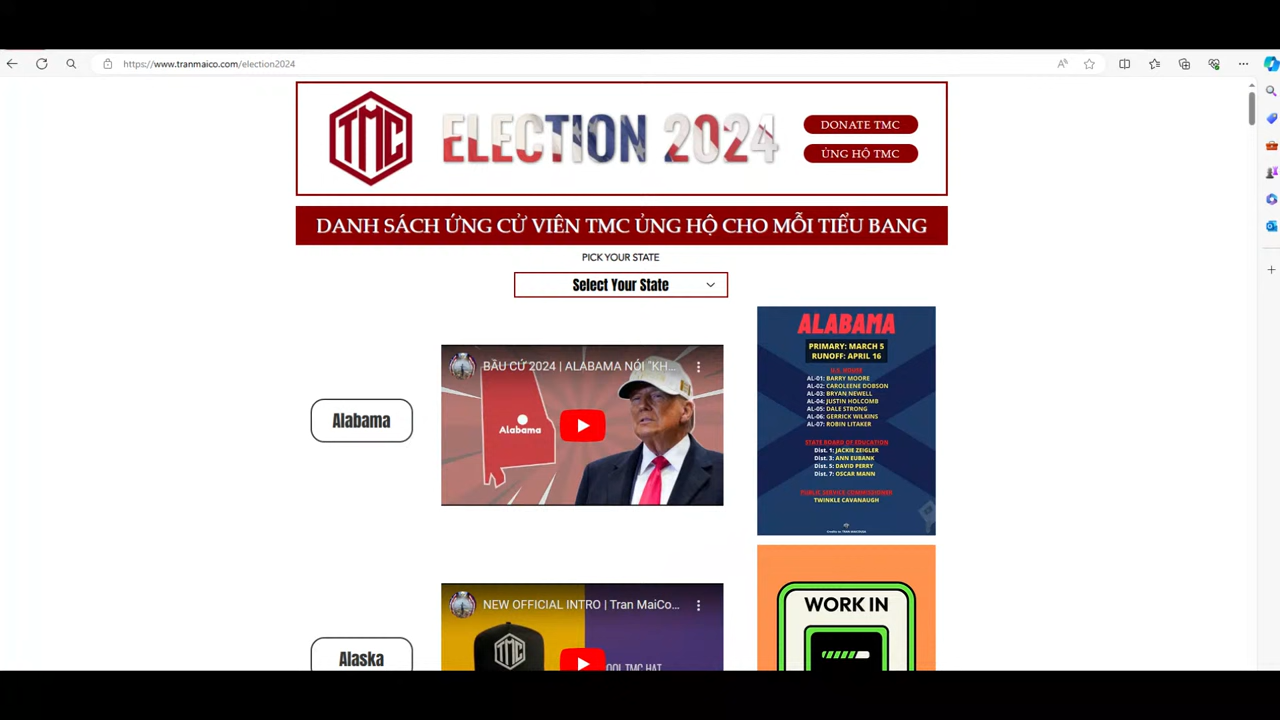 https://www.tranmaico.com/election2024
TMC
ELECTION 2024
DONATE TMC
ỦNG HỘ TMC
DANH SÁCH ỨNG CỬ VIÊN TMC ỦNG HỘ CHO MỖI TIỂU BANG
PICK YOUR STATE
Select Your State
Alabama
BẦU CỬ 2024 | ALABAMA NÓI "KH...
Alabama
ALABAMA
PRIMARY: MARCH 5
RUNOFF: APRIL 16
U.S. HOUSE
AL-01: BARRY MOORE
AL-02: CAROLEENE DOBSON
AL-03: BRYAN NEWELL
AL-04: JUSTIN HOLCOMB
AL-05: DALE STRONG
AL-06: GERRICK WILKINS
AL-07: ROBIN LITAKER
STATE BOARD OF EDUCATION
Dist. 1: JACKIE ZEIGLER
Dist. 3: ANN EUBANK
Dist. 5: DAVID PERRY
Dist. 7: OSCAR MANN
PUBLIC SERVICE COMMISSIONER
TWINKLE CAVANAUGH
Alaska
NEW OFFICIAL INTRO | Tran MaiCo...
TMC
TMC HAT
WORK IN